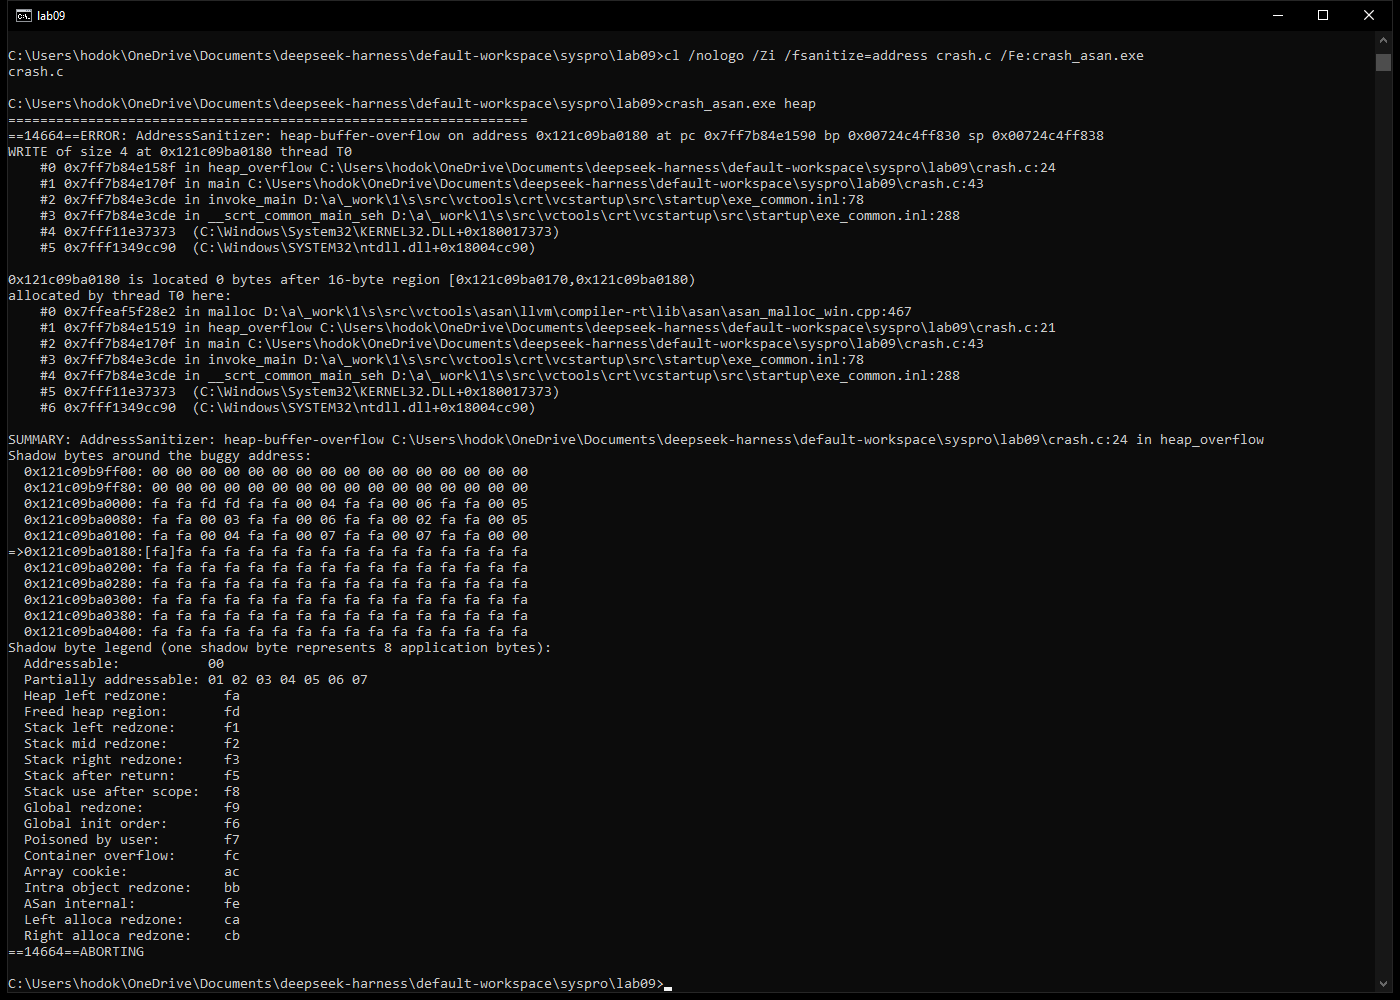 lab09
C:\Users\hodok\OneDrive\Documents\deepseek-harness\default-workspace\syspro\lab09>cl /nologo /Zi /fsanitize=address crash.c /Fe:crash_asan.exe
crash.c
C:\Users\hodok\OneDrive\Documents\deepseek-harness\default-workspace\syspro\lab09>crash_asan.exe heap
=================================================================
==14664==ERROR: AddressSanitizer: heap-buffer-overflow on address 0x121c09ba0180 at pc 0x7ff7b84e1590 bp 0x00724c4ff830 sp 0x00724c4ff838
WRITE of size 4 at 0x121c09ba0180 thread T0
    #0 0x7ff7b84e158f in heap_overflow C:\Users\hodok\OneDrive\Documents\deepseek-harness\default-workspace\syspro\lab09\crash.c:24
    #1 0x7ff7b84e170f in main C:\Users\hodok\OneDrive\Documents\deepseek-harness\default-workspace\syspro\lab09\crash.c:43
    #2 0x7ff7b84e3cde in invoke_main D:\a\_work\1\s\src\vctools\crt\vcstartup\src\startup\exe_common.inl:78
    #3 0x7ff7b84e3cde in __scrt_common_main_seh D:\a\_work\1\s\src\vctools\crt\vcstartup\src\startup\exe_common.inl:288
    #4 0x7fff11e37373  (C:\Windows\System32\KERNEL32.DLL+0x180017373)
    #5 0x7fff1349cc90  (C:\Windows\SYSTEM32\ntdll.dll+0x18004cc90)
0x121c09ba0180 is located 0 bytes after 16-byte region [0x121c09ba0170,0x121c09ba0180)
allocated by thread T0 here:
    #0 0x7ffeaf5f28e2 in malloc D:\a\_work\1\s\src\vctools\asan\llvm\compiler-rt\lib\asan\asan_malloc_win.cpp:467
    #1 0x7ff7b84e1519 in heap_overflow C:\Users\hodok\OneDrive\Documents\deepseek-harness\default-workspace\syspro\lab09\crash.c:21
    #2 0x7ff7b84e170f in main C:\Users\hodok\OneDrive\Documents\deepseek-harness\default-workspace\syspro\lab09\crash.c:43
    #3 0x7ff7b84e3cde in invoke_main D:\a\_work\1\s\src\vctools\crt\vcstartup\src\startup\exe_common.inl:78
    #4 0x7ff7b84e3cde in __scrt_common_main_seh D:\a\_work\1\s\src\vctools\crt\vcstartup\src\startup\exe_common.inl:288
    #5 0x7fff11e37373  (C:\Windows\System32\KERNEL32.DLL+0x180017373)
    #6 0x7fff1349cc90  (C:\Windows\SYSTEM32\ntdll.dll+0x18004cc90)
SUMMARY: AddressSanitizer: heap-buffer-overflow C:\Users\hodok\OneDrive\Documents\deepseek-harness\default-workspace\syspro\lab09\crash.c:24 in heap_overflow
Shadow bytes around the buggy address:
  0x121c09b9ff00: 00 00 00 00 00 00 00 00 00 00 00 00 00 00 00 00
  0x121c09b9ff80: 00 00 00 00 00 00 00 00 00 00 00 00 00 00 00 00
  0x121c09ba0000: fa fa fd fd fa fa 00 04 fa fa 00 06 fa fa 00 05
  0x121c09ba0080: fa fa 00 03 fa fa 00 06 fa fa 00 02 fa fa 00 05
  0x121c09ba0100: fa fa 00 04 fa fa 00 07 fa fa 00 07 fa fa 00 00
=>0x121c09ba0180:[fa]fa fa fa fa fa fa fa fa fa fa fa fa fa fa fa
  0x121c09ba0200: fa fa fa fa fa fa fa fa fa fa fa fa fa fa fa fa
  0x121c09ba0280: fa fa fa fa fa fa fa fa fa fa fa fa fa fa fa fa
  0x121c09ba0300: fa fa fa fa fa fa fa fa fa fa fa fa fa fa fa fa
  0x121c09ba0380: fa fa fa fa fa fa fa fa fa fa fa fa fa fa fa fa
  0x121c09ba0400: fa fa fa fa fa fa fa fa fa fa fa fa fa fa fa fa
Shadow byte legend (one shadow byte represents 8 application bytes):
  Addressable:           00
  Partially addressable: 01 02 03 04 05 06 07
  Heap left redzone:       fa
  Freed heap region:       fd
  Stack left redzone:      f1
  Stack mid redzone:       f2
  Stack right redzone:     f3
  Stack after return:      f5
  Stack use after scope:   f8
  Global redzone:          f9
  Global init order:       f6
  Poisoned by user:        f7
  Container overflow:      fc
  Array cookie:            ac
  Intra object redzone:    bb
  ASan internal:           fe
  Left alloca redzone:     ca
  Right alloca redzone:    cb
==14664==ABORTING
C:\Users\hodok\OneDrive\Documents\deepseek-harness\default-workspace\syspro\lab09>